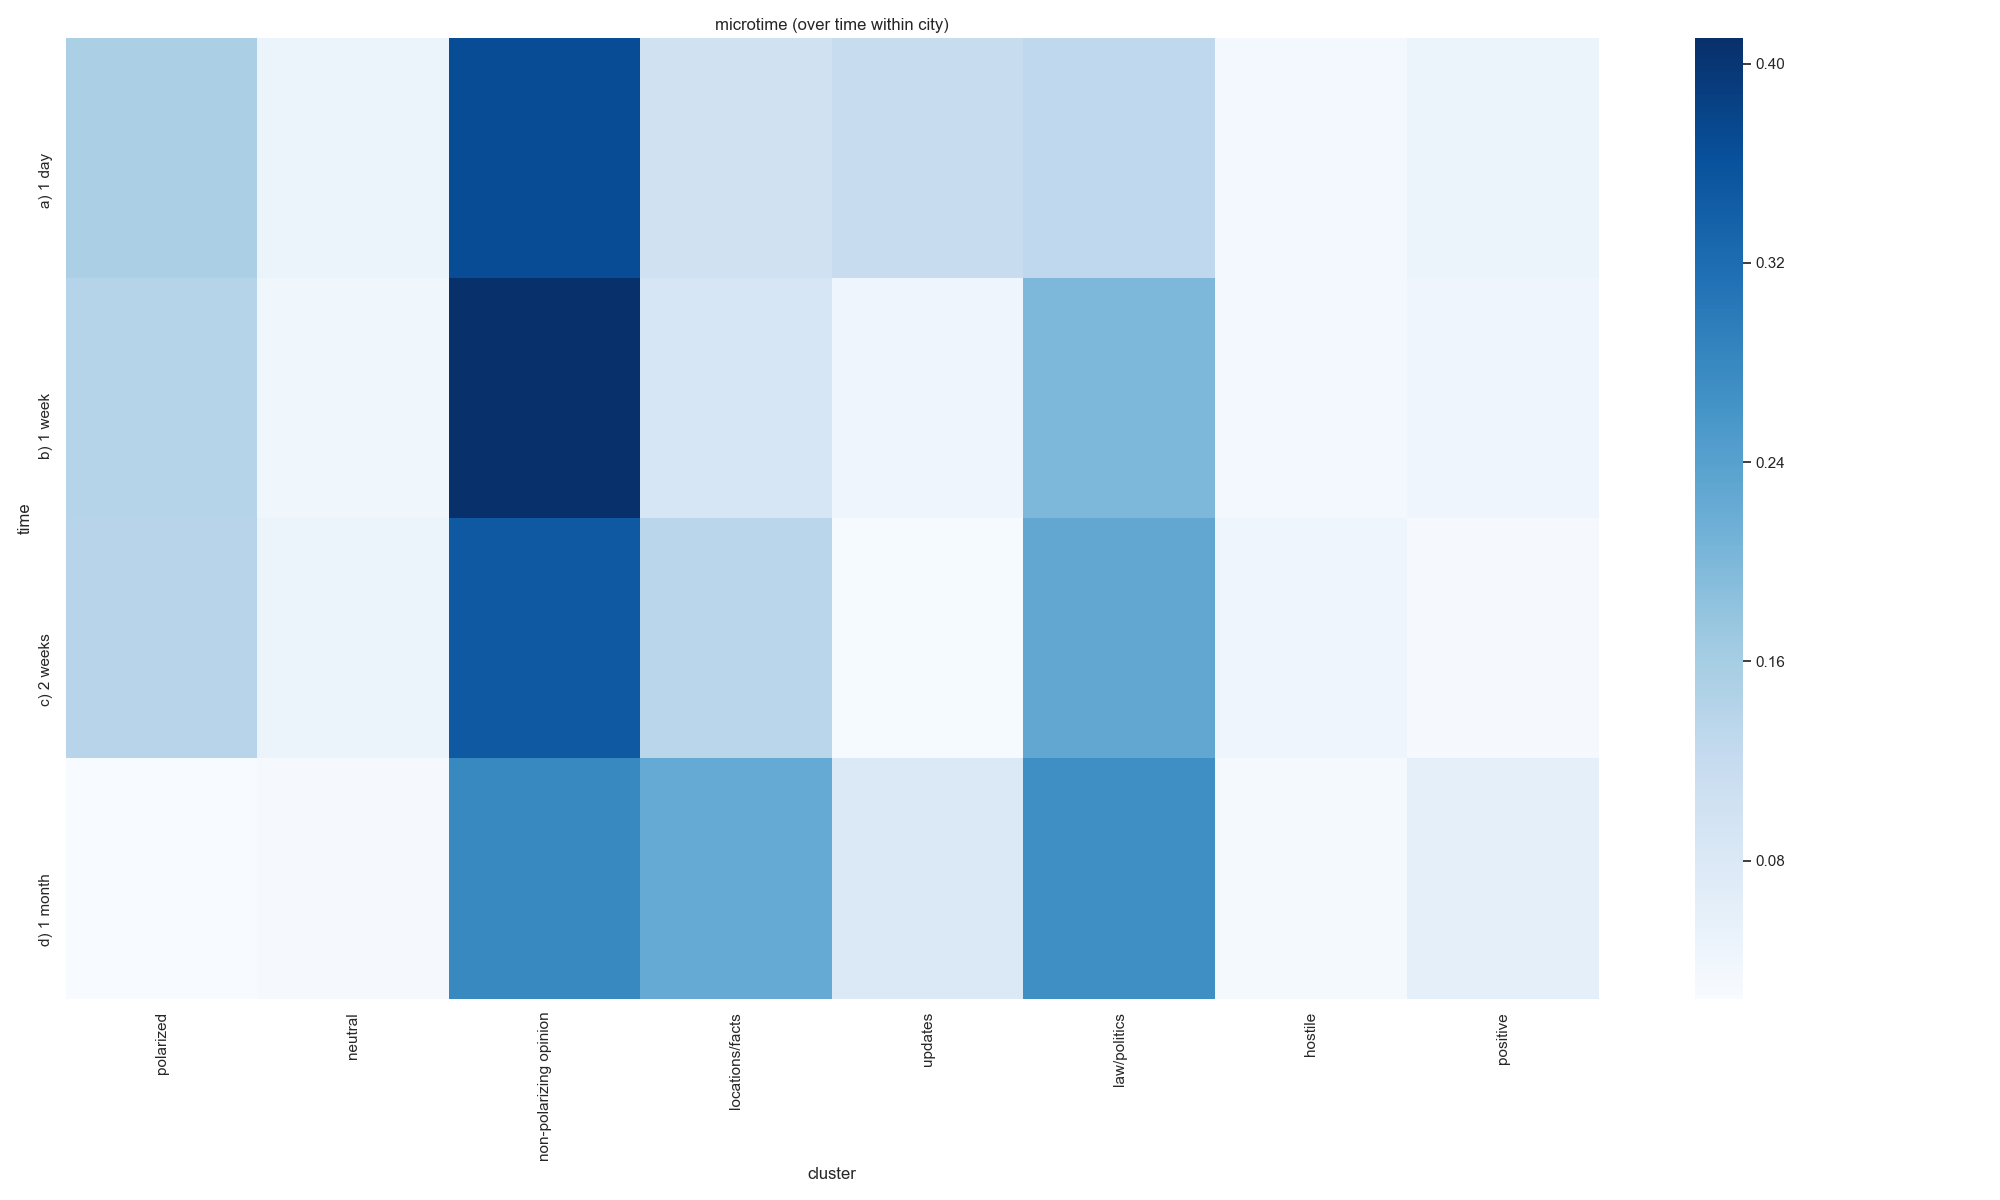 microtime (over time within city)
time
a) 1 day
b) 1 week
c) 2 weeks
d) 1 month
polarized
neutral
non-polarizing opinion
locations/facts
updates
law/politics
hostile
positive
cluster
0.40
0.32
0.24
0.16
0.08